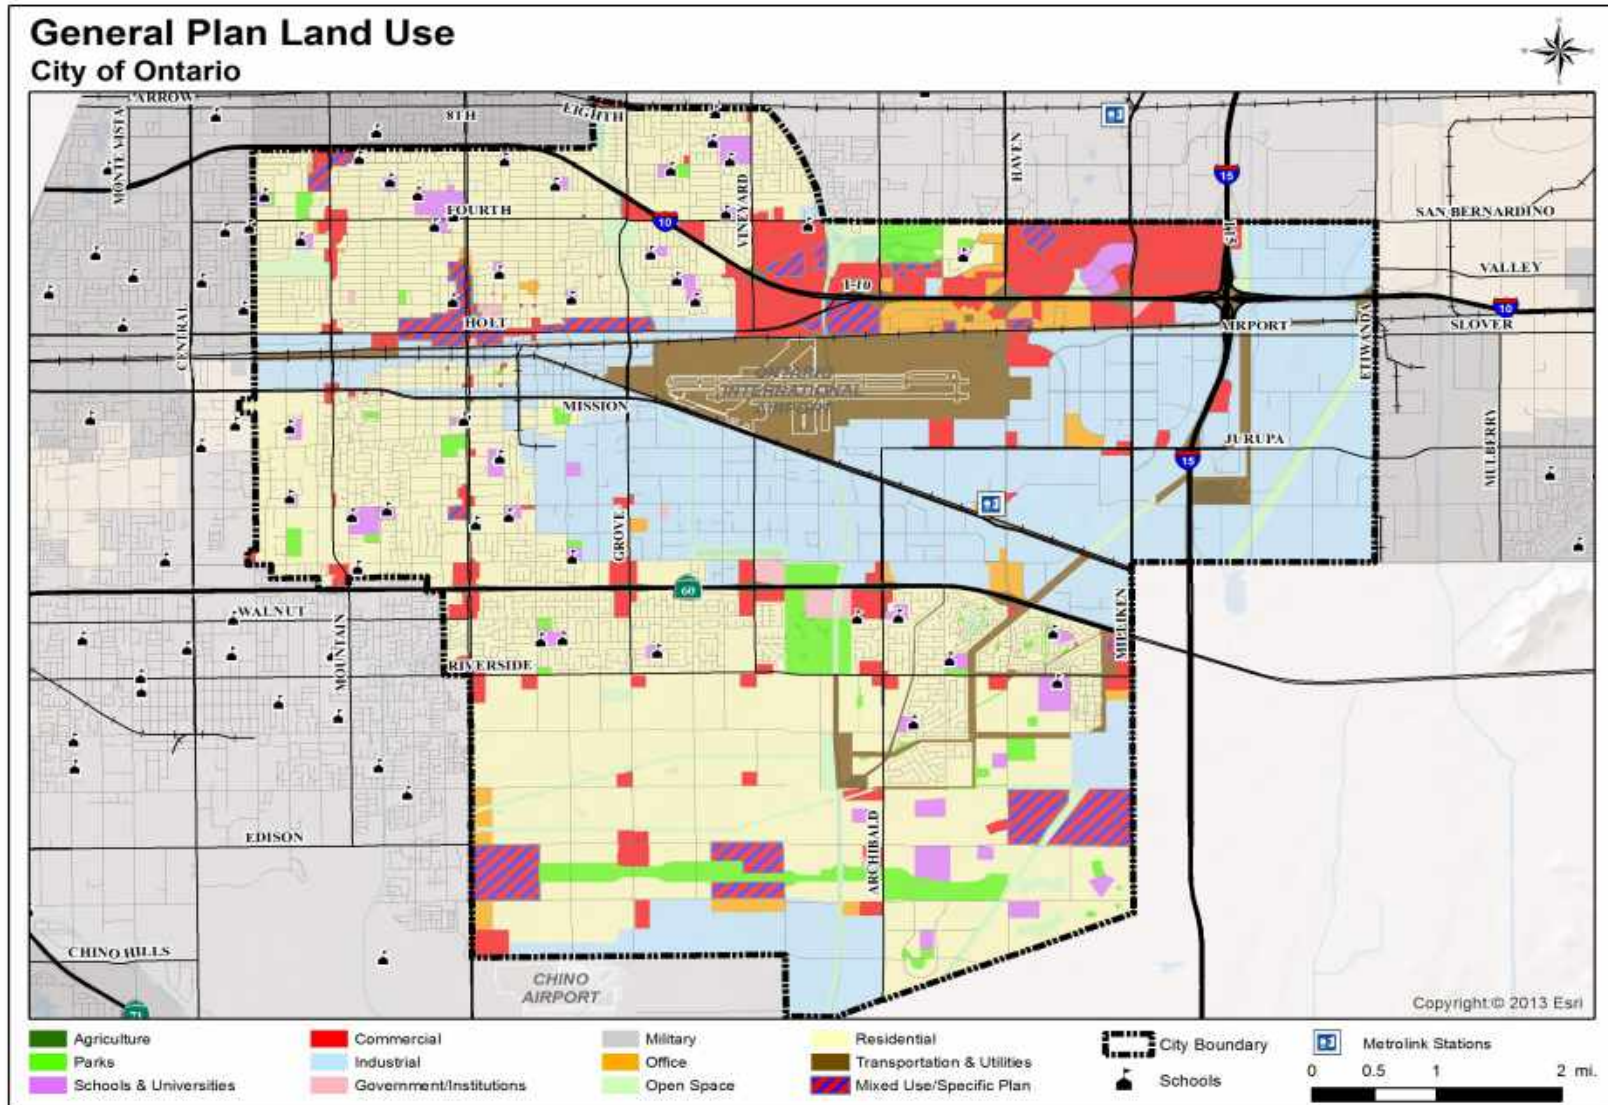 General Plan Land Use
City of Ontario
ARROW
MONTE VISTA
8TH
EIGHTH
HAVEN
15
FOURTH
10
VINEYARD
I-15
SAN BERNARDINO
VALLEY
I-10
10
CENTRAL
HOLT
AIRPORT
SLOVER
ETIWANDA
ONTARIO
INTERNATIONAL
AIRPORT
MISSION
JURUPA
15
MULBERRY
GROVE
60
WALNUT
MOUNTAIN
RIVERSIDE
MILLIKEN
ARCHIBALD
EDISON
CHINO HILLS
71
CHINO
AIRPORT
Copyright:© 2013 Esri
Agriculture
Parks
Schools & Universities
Commercial
Industrial
Government/Institutions
Military
Office
Open Space
Residential
Transportation & Utilities
Mixed Use/Specific Plan
City Boundary
Schools
Metrolink Stations
0 0.5 1 2 mi.